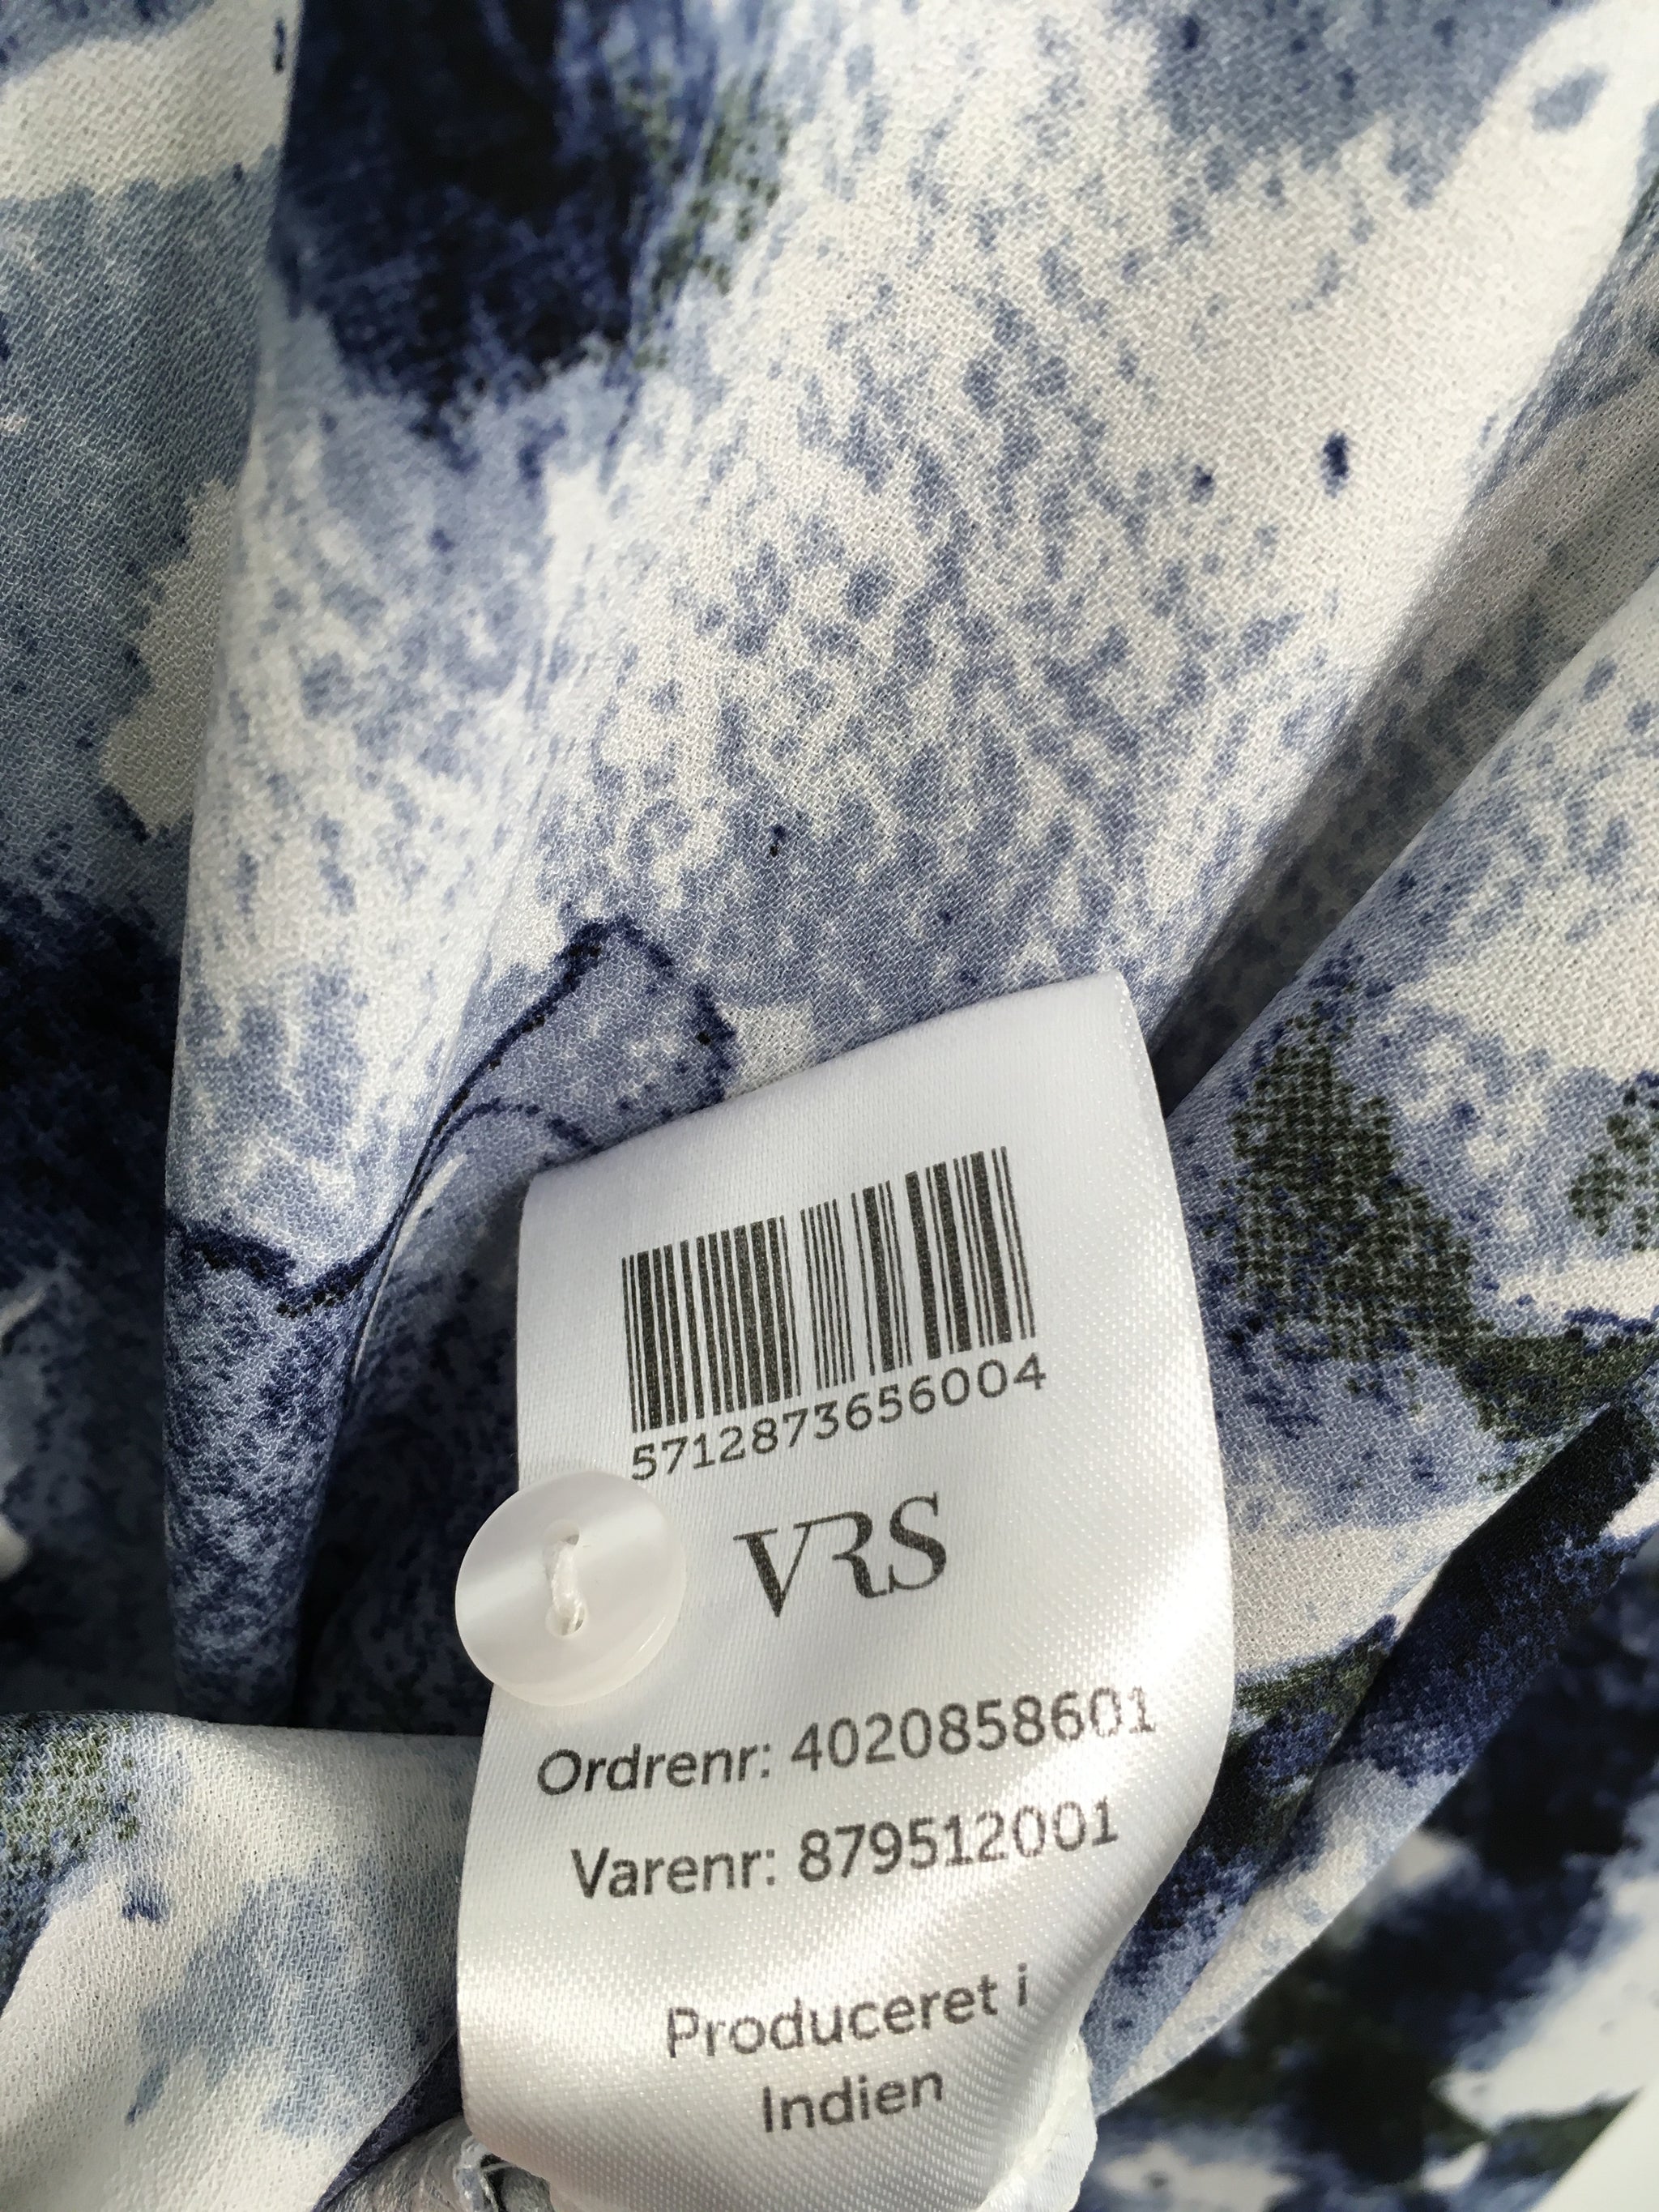 5712873656004
VRS
Ordrenr: 4020858601
Varenr: 879512001
Produceret i
Indien